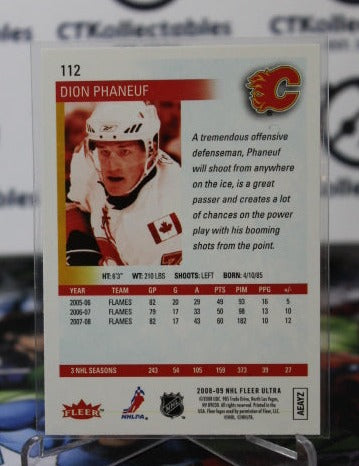 CTKollectables
112
DION PHANEUF
A tremendous offensive
defenseman, Phaneuf
will shoot from anywhere
on the ice, is a great
passer and creates a lot
of chances on the power
play with his booming
shots from the point.
HT: 6'3" WT: 210 LBS SHOOTS: LEFT BORN: 4/10/85
YEAR TEAM GP G A PTS PIM PPG +/-
2005-06 FLAMES 82 20 29 49 93 16 5
2006-07 FLAMES 79 17 33 50 98 13 10
2007-08 FLAMES 82 17 43 60 182 10 12
3 NHL SEASONS 243 54 105 159 373 39 27
2008-09 NHL FLEER ULTRA
FLEER
NHLPA
NHL
AEAYZ